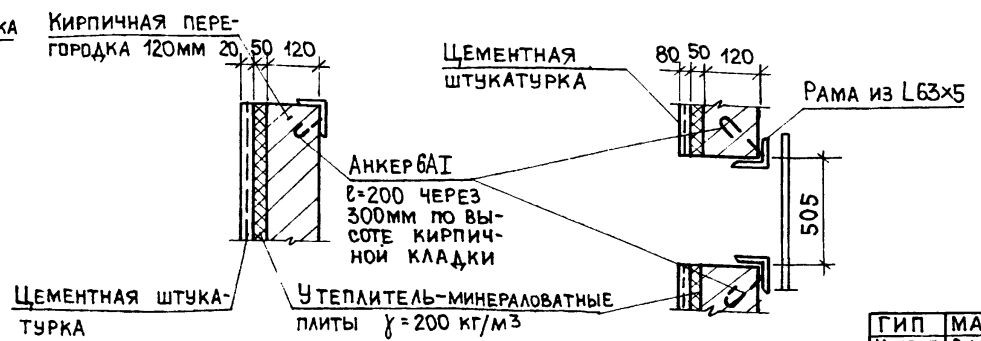 КА
КИРПИЧНАЯ ПЕРЕ-
ГОРОДКА 120ММ 20 50 120
ЦЕМЕНТНАЯ
ШТУКАТУРКА
80 50 120
РАМА ИЗ L63×5
АНКЕР 6АI
ℓ=200 ЧЕРЕЗ
300ММ ПО ВЫ-
СОТЕ КИРПИЧ-
НОЙ КЛАДКИ
505
ЦЕМЕНТНАЯ ШТУКА-
ТУРКА
УТЕПЛИТЕЛЬ-МИНЕРАЛОВАТНЫЕ
ПЛИТЫ γ=200 КГ/М3
ГИП МА